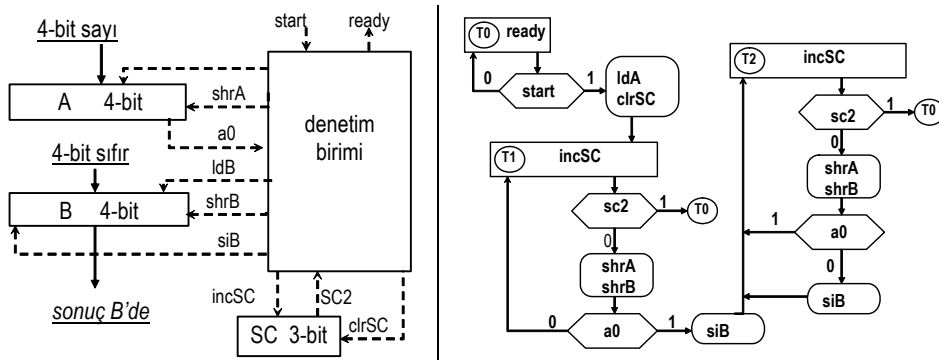 start
ready
4-bit sayı
A 4-bit
shrA
a0
4-bit sıfır
ldB
B 4-bit
shrB
siB
denetim
birimi
sonuç B'de
incSC
SC2
clrSC
SC 3-bit
T0 ready
0
start
1
ldA
clrSC
T1 incSC
sc2
1
T0
0
shrA
shrB
0
a0
1
siB
T2 incSC
sc2
1
T0
0
shrA
shrB
1
a0
0
siB